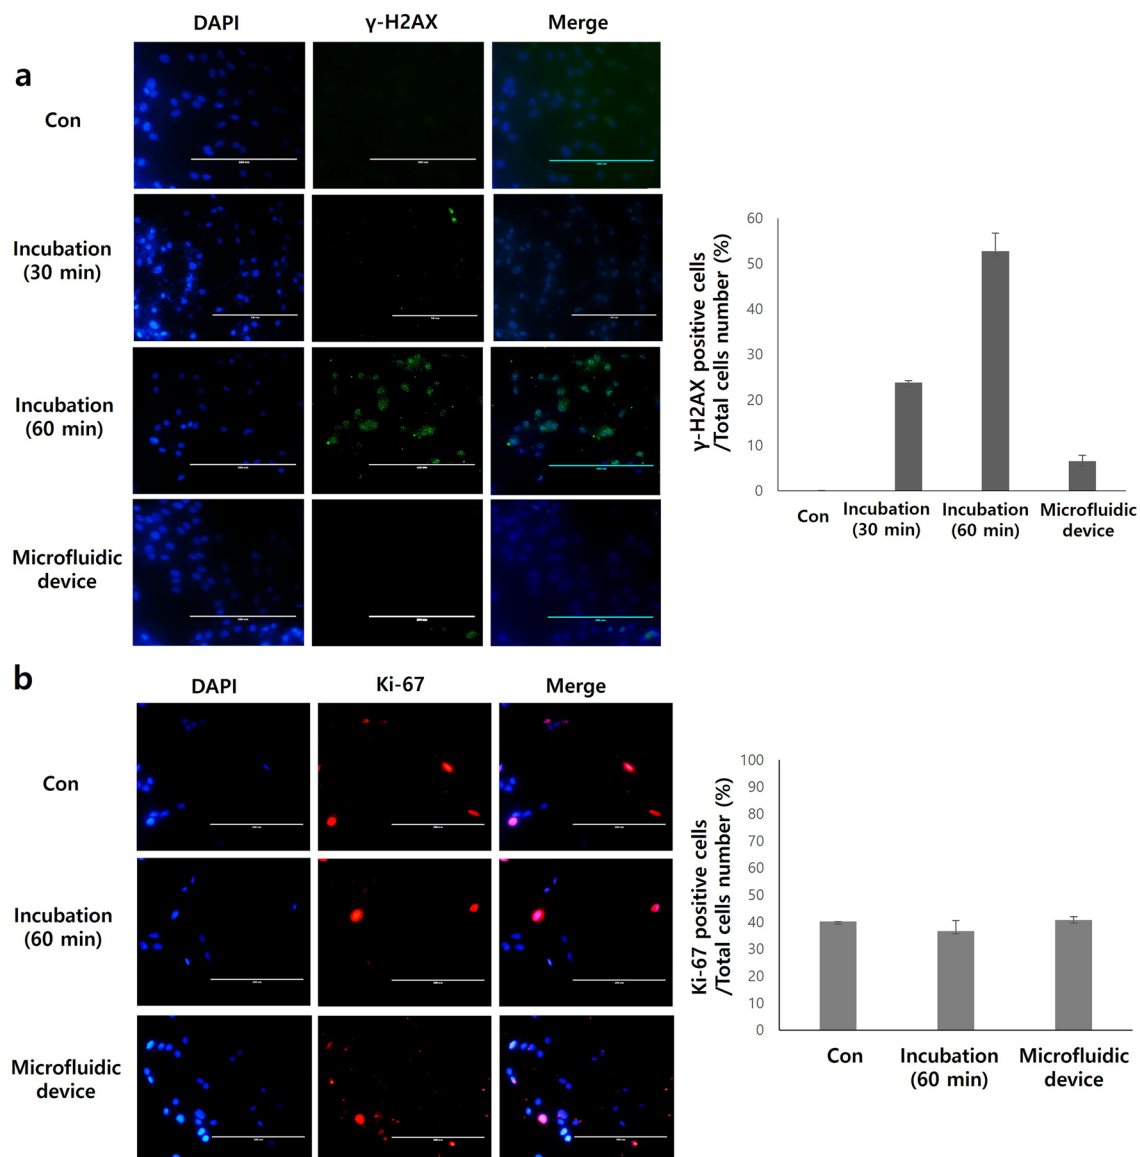 DAPI γ-H2AX Merge
a
Con
Incubation
(30 min)
Incubation
(60 min)
Microfluidic
device
γ-H2AX positive cells
/Total cells number (%)
60
50
40
30
20
10
0
Con
Incubation
(30 min)
Incubation
(60 min)
Microfluidic
device
b
DAPI Ki-67 Merge
Con
Incubation
(60 min)
Microfluidic
device
Ki-67 positive cells
/Total cells number (%)
100
90
80
70
60
50
40
30
20
10
0
Con
Incubation
(60 min)
Microfluidic
device